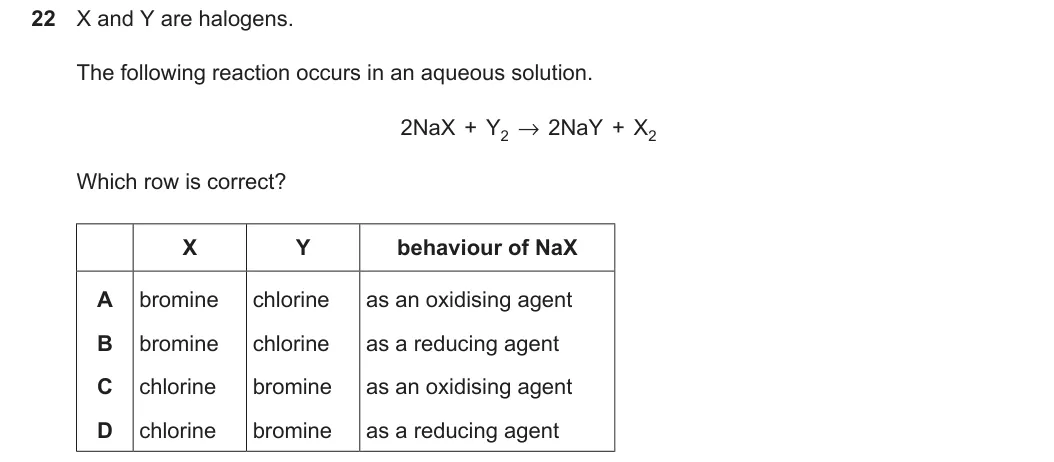 22 X and Y are halogens.
The following reaction occurs in an aqueous solution.
2NaX + Y₂ → 2NaY + X₂
Which row is correct?
X Y behaviour of NaX
A bromine chlorine as an oxidising agent
B bromine chlorine as a reducing agent
C chlorine bromine as an oxidising agent
D chlorine bromine as a reducing agent